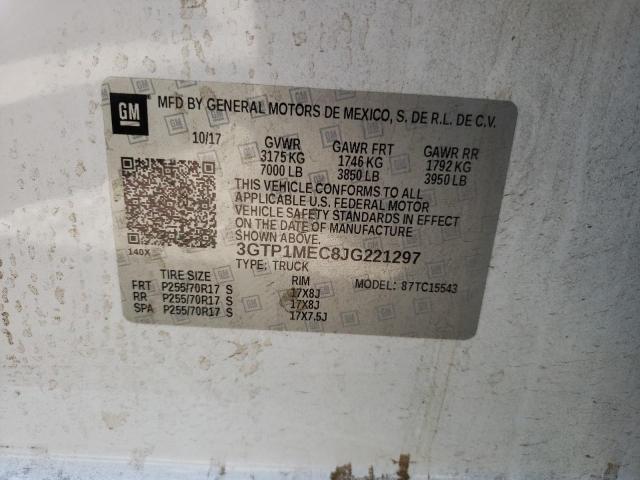 GM MFD BY GENERAL MOTORS DE MEXICO, S. DE R.L. DE C.V.
10/17 GVWR GAWR FRT GAWR RR
3175 KG 1746 KG 1792 KG
7000 LB 3850 LB 3950 LB
THIS VEHICLE CONFORMS TO ALL
APPLICABLE U.S. FEDERAL MOTOR
VEHICLE SAFETY STANDARDS IN EFFECT
ON THE DATE OF MANUFACTURE
SHOWN ABOVE.
140X 3GTP1MEC8JG221297
TYPE: TRUCK
TIRE SIZE RIM MODEL: 87TC15543
FRT P255/70R17 S 17X8J
RR P255/70R17 S 17X8J
SPA P255/70R17 S 17X7.5J